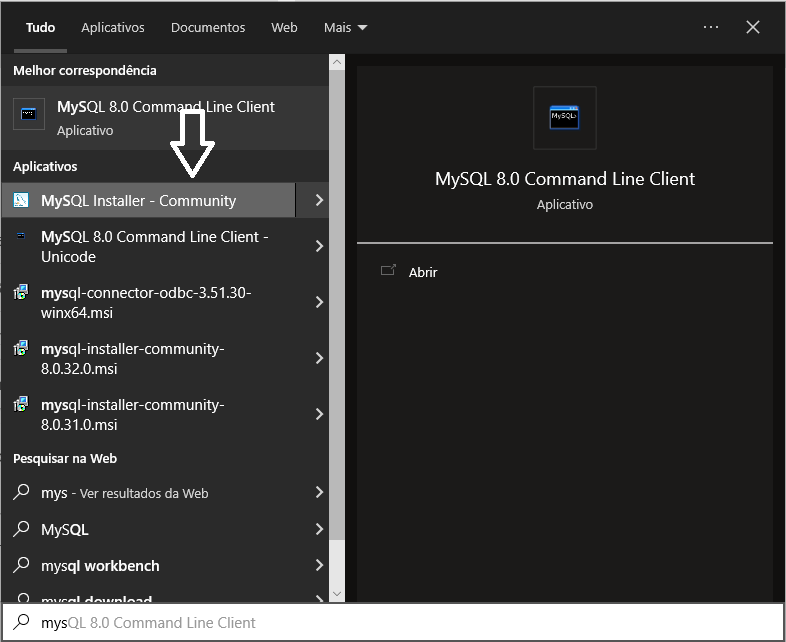 Tudo Aplicativos Documentos Web Mais
Melhor correspondência
MySQL 8.0 Command Line Client
Aplicativo
Aplicativos
MySQL Installer - Community
MySQL 8.0 Command Line Client -
Unicode
mysql-connector-odbc-3.51.30-
winx64.msi
mysql-installer-community-
8.0.32.0.msi
mysql-installer-community-
8.0.31.0.msi
Pesquisar na Web
mys - Ver resultados da Web
MySQL
mysql workbench
mysql download
mysQL 8.0 Command Line Client
MySQL>
MySQL 8.0 Command Line Client
Aplicativo
Abrir